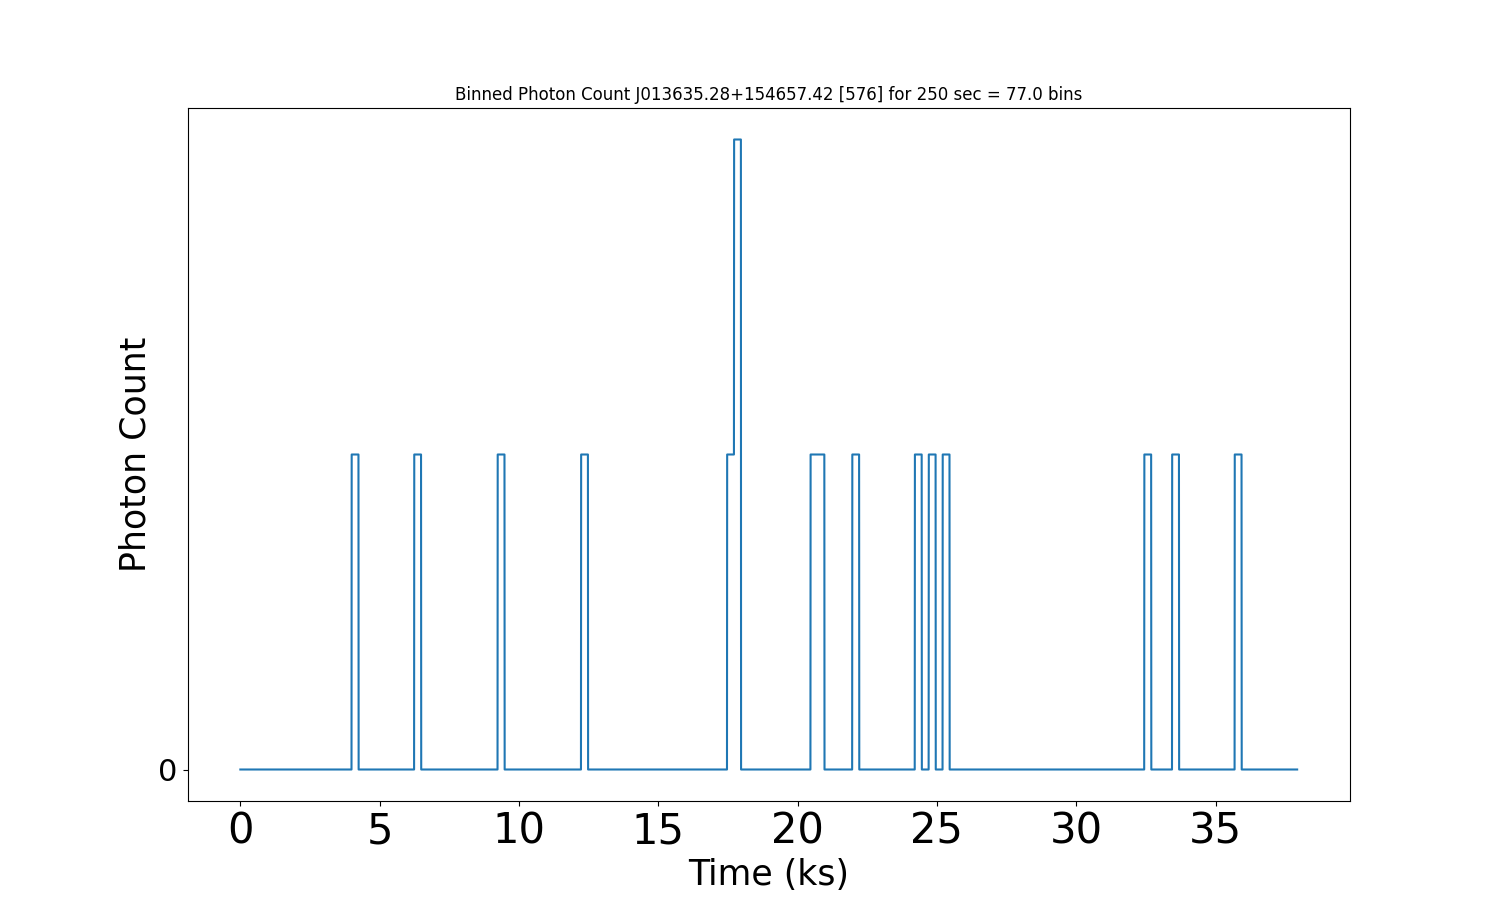 Binned Photon Count J013635.28+154657.42 [576] for 250 sec = 77.0 bins
Photon Count
0
0 5 10 15 20 25 30 35
Time (ks)